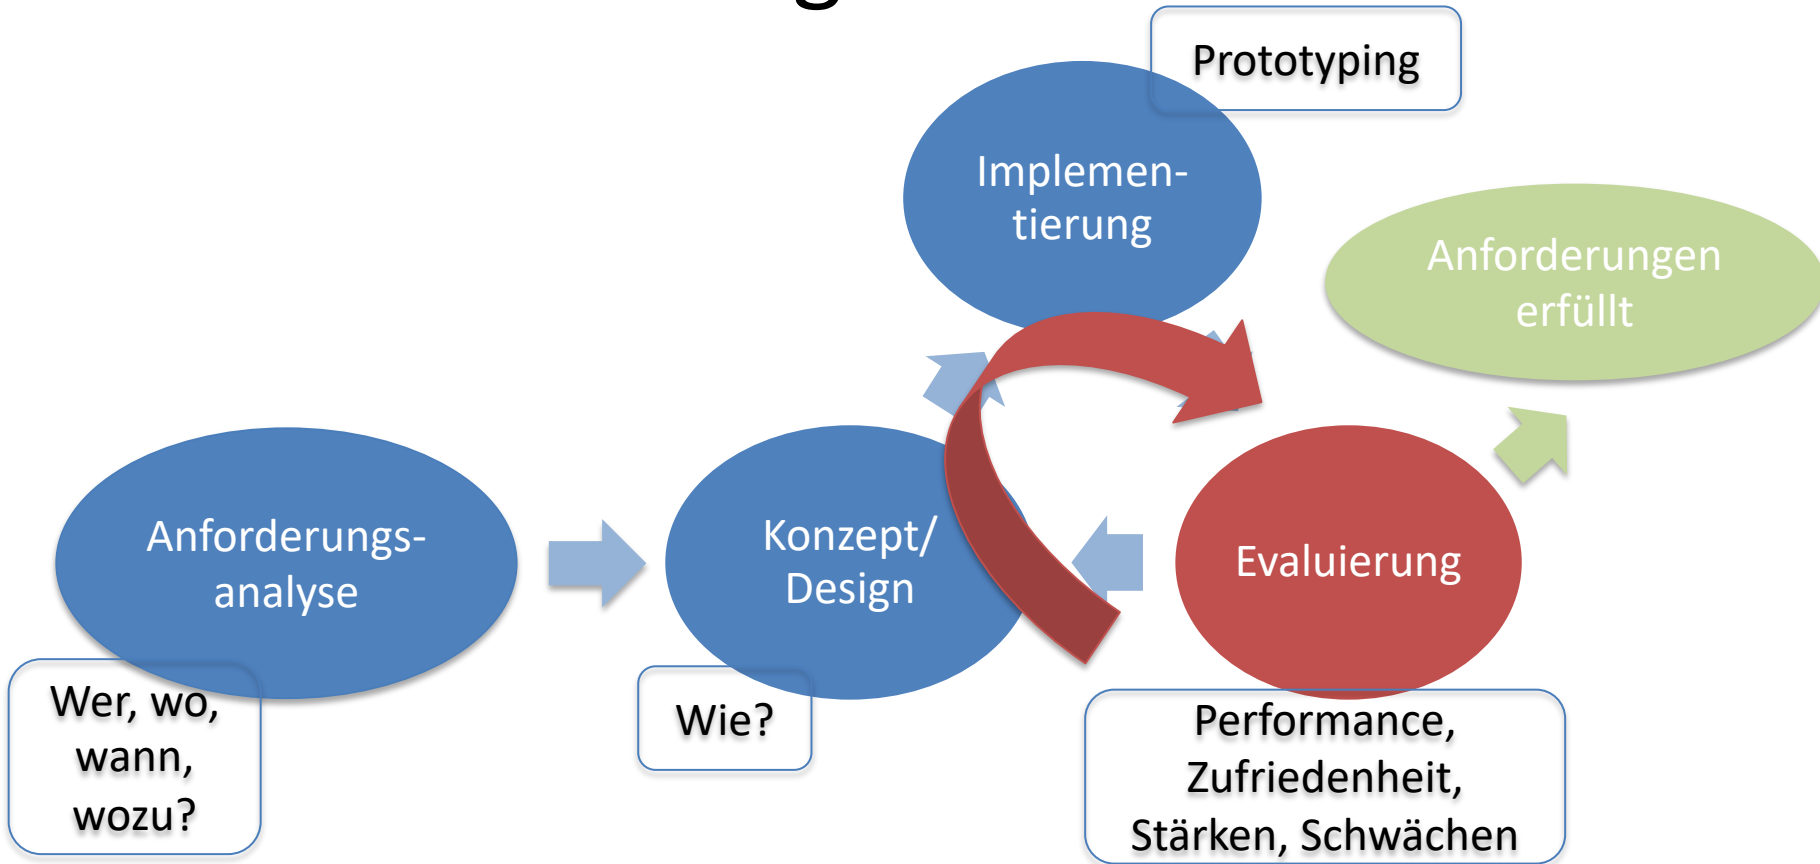 Prototyping
Implemen-
tierung
Anforderungen
erfüllt
Anforderungs-
analyse
Konzept/
Design
Evaluierung
Wer, wo,
wann,
wozu?
Wie?
Performance,
Zufriedenheit,
Stärken, Schwächen